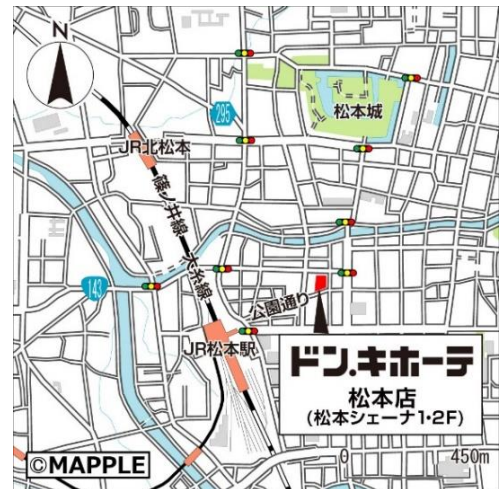 N
295
松本城
JR北松本
篠ノ井線
大糸線
143
公園通り
JR松本駅
ドン.キホーテ
松本店
(松本シェーナ1・2F)
©MAPPLE
0 450m